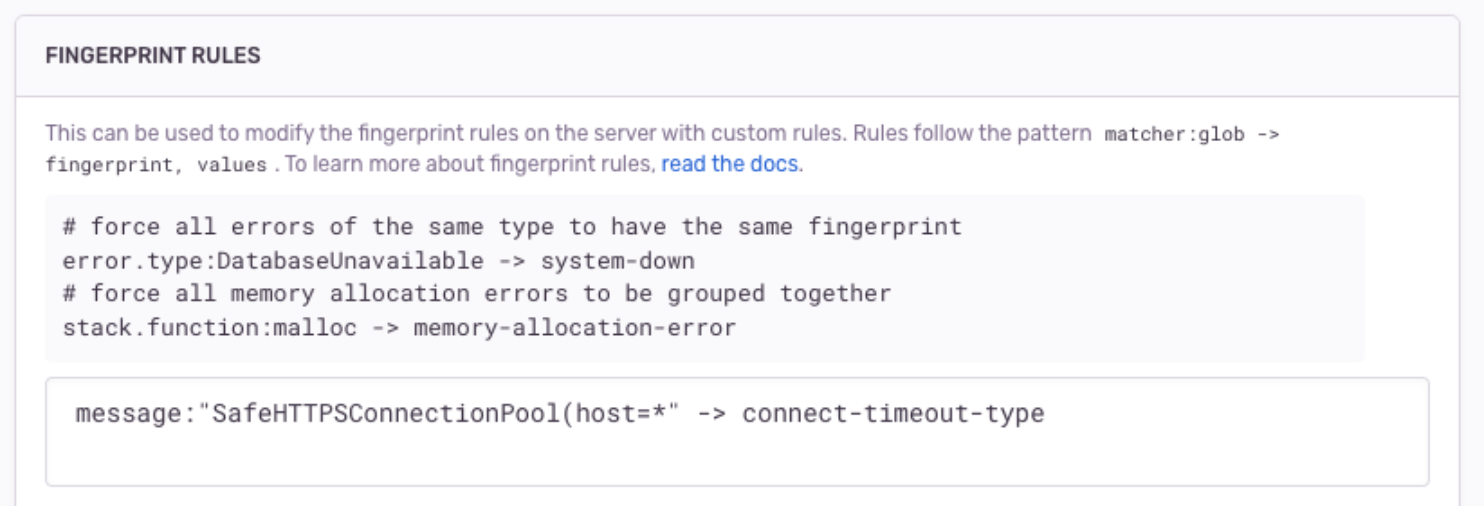 FINGERPRINT RULES
This can be used to modify the fingerprint rules on the server with custom rules. Rules follow the pattern matcher:glob ->
fingerprint, values . To learn more about fingerprint rules, read the docs.
# force all errors of the same type to have the same fingerprint
error.type:DatabaseUnavailable -> system-down
# force all memory allocation errors to be grouped together
stack.function:malloc -> memory-allocation-error
message:"SafeHTTPSConnectionPool(host=*" -> connect-timeout-type